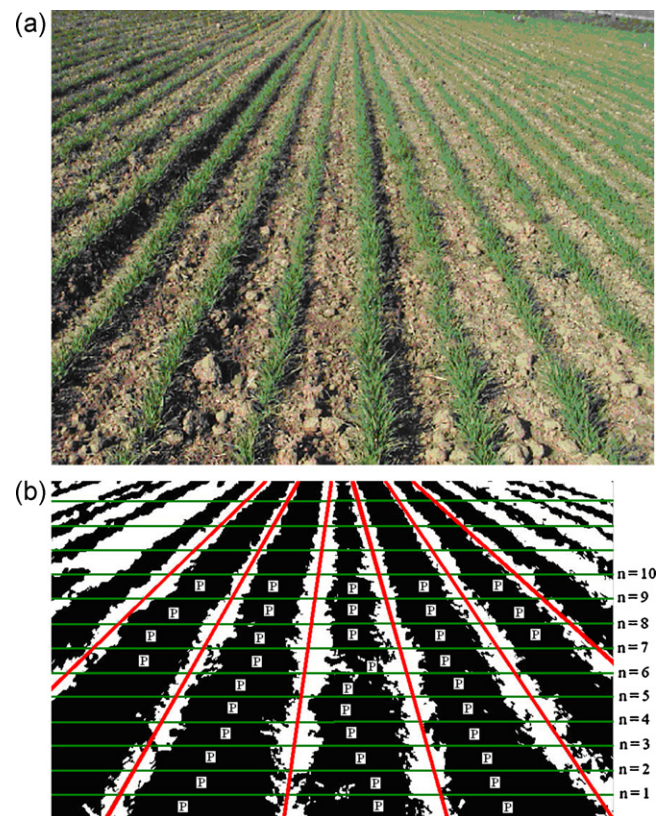 (a)
(b)
n = 10
P P P P P
n = 9
P P P P P
n = 8
P P P P P
n = 7
P P P P
n = 6
P P P
n = 5
P P P
n = 4
P P P
n = 3
P P P
n = 2
P P P
n = 1
P P P